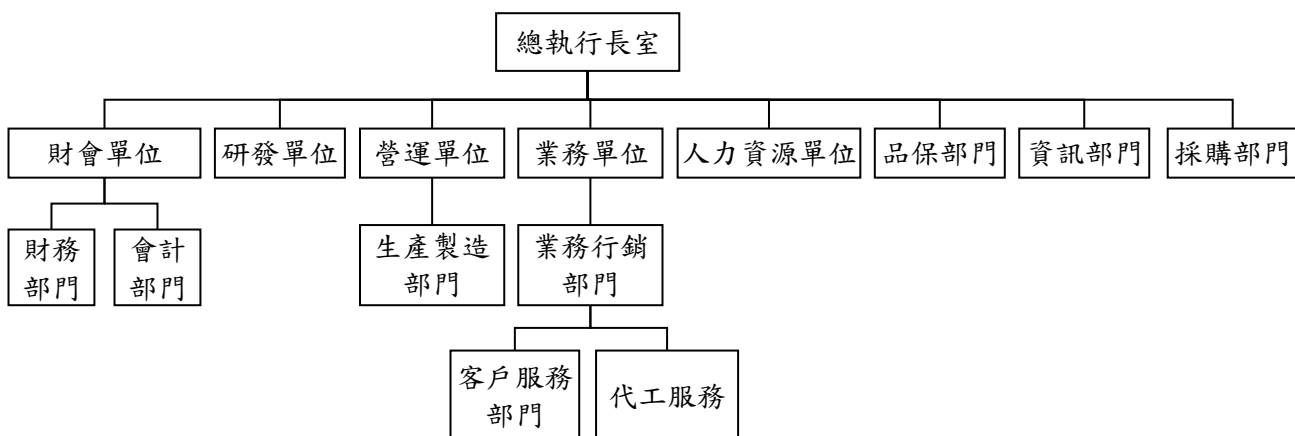 總執行長室
財會單位
研發單位
營運單位
業務單位
人力資源單位
品保部門
資訊部門
採購部門
財務
部門
會計
部門
生產製造
部門
業務行銷
部門
客戶服務
部門
代工服務